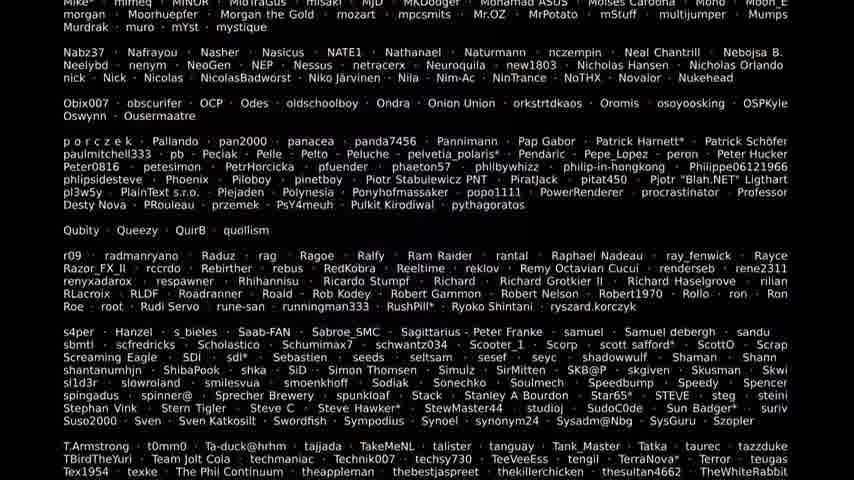 Mike* · mimeq · MINOR · MioTraGus · misaki · MJD · MKDodger · Mohamad ASUS · Moises Cardona · Mono · Moon_E
morgan · Moorhuepfer · Morgan the Gold · mozart · mpcsmits · Mr.OZ · MrPotato · mStuff · multijumper · Mumps
Murdrak · muro · mYst · mystique
Nabz37 · Nafrayou · Nasher · Nasicus · NATE1 · Nathanael · Naturmann · nczempin · Neal Chantrill · Nebojsa B.
Neelybd · nenym · NeoGen · NEP · Nessus · netracerx · Neuroquila · new1803 · Nicholas Hansen · Nicholas Orlando
nick · Nick · Nicolas · NicolasBadworst · Niko Järvinen · Nila · Nim-Ac · NinTrance · NoTHX · Novalor · Nukehead
Obix007 · obscurifer · OCP · Odes · oldschoolboy · Ondra · Onion Union · orkstrtdkaos · Oromis · osoyoosking · OSPKyle
Oswynn · Ousermaatre
p o r c z e k · Pallando · pan2000 · panacea · panda7456 · Pannimann · Pap Gabor · Patrick Harnett* · Patrick Schöfer
paulmitchell333 · pb · Peciak · Pelle · Pelto · Peluche · pelvetia_polaris* · Pendaric · Pepe_Lopez · peron · Peter Hucker
Peter0816 · petesimon · PetrHorcicka · pfuender · phaeton57 · philbywhizz · philip-in-hongkong · Philippe06121966
phlipsidesteve · Phoenix · Piloboy · pinetboy · Piotr Stabulewicz PNT · PiratJack · pitat450 · Pjotr "Blah.NET" Ligthart
pl3w5y · PlainText s.r.o. · Plejaden · Polynesia · Ponyhofmassaker · popo1111 · PowerRenderer · procrastinator · Professor
Desty Nova · PRouleau · przemek · PsY4meuh · Pulkit Kirodiwal · pythagoratos
Qubity · Queezy · QuirB · quollism
r09 · radmanryano · Raduz · rag · Ragoe · Ralfy · Ram Raider · rantal · Raphael Nadeau · ray_fenwick · Rayce
Razor_FX_II · rccrdo · Rebirther · rebus · RedKobra · Reeltime · reklov · Remy Octavian Cucui · renderseb · rene2311
renyxadarox · respawner · Rhihannisu · Ricardo Stumpf · Richard · Richard Grotkier II · Richard Haselgrove · rilian
RLacroix · RLDF · Roadranner · Roald · Rob Kodey · Robert Gammon · Robert Nelson · Robert1970 · Rollo · ron · Ron
Roe · root · Rudi Servo · rune-san · runningman333 · RushPill* · Ryoko Shintani · ryszard.korczyk
s4per · Hanzel · s_bieles · Saab-FAN · Sabroe_SMC · Sagittarius - Peter Franke · samuel · Samuel debergh · sandu
sbmti · scfredricks · Scholastico · Schumimax7 · schwantz034 · Scooter_1 · Scorp · scott safford* · ScottO · Scrap
Screaming Eagle · SDI · sdl* · Sebastien · seeds · seltsam · sesef · seyc · shadowwulf · Shaman · Shann
shantanumhjn · ShibaPook · shka · SiD · Simon Thomsen · Simulz · SirMitten · SK8@P · skgiven · Skusman · Skwi
sl1d3r · slowroland · smilesvua · smoenkhoff · Sodiak · Sonechko · Soulmech · Speedbump · Speedy · Spencer
spingadus · spinner@ · Sprecher Brewery · spunkloaf · Stack · Stanley A Bourdon · Star65* · STE\/E · steg · steini
Stephan Vink · Stern Tigler · Steve C · Steve Hawker* · StewMaster44 · studioj · SudoC0de · Sun Badger* · suriv
Suso2000 · Sven · Sven Katkosilt · Swordfish · Sympodius · Synoel · synonym24 · Sysadm@Nbg · SysGuru · Szopler
T.Armstrong · t0mm0 · Ta-duck@hrhm · tajjada · TakeMeNL · talister · tanguay · Tank_Master · Tatka · taurec · tazzduke
TBirdTheYuri · Team Jolt Cola · techmaniac · Technik007 · techsy730 · TeeVeeEss · tengil · TerraNova* · Terror · teugas
Tex1954 · texke · The Phil Continuum · theappleman · thebestjaspreet · thekillerchicken · thesultan4662 · TheWhiteRabbit